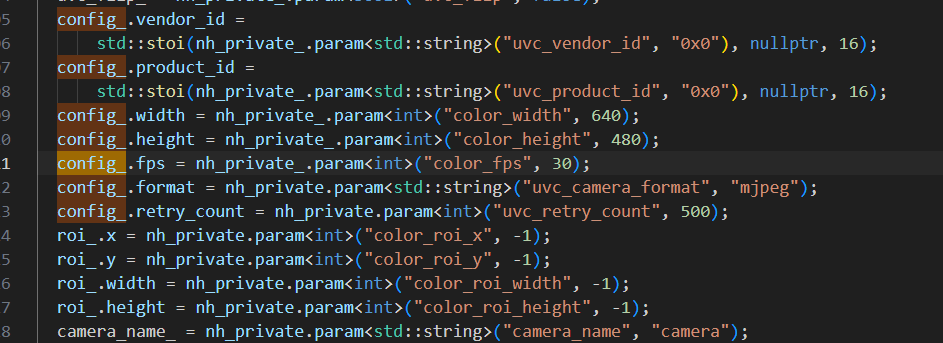 5 config_.vendor_id =
6 std::stoi(nh_private_.param<std::string>("uvc_vendor_id", "0x0"), nullptr, 16);
7 config_.product_id =
8 std::stoi(nh_private_.param<std::string>("uvc_product_id", "0x0"), nullptr, 16);
9 config_.width = nh_private_.param<int>("color_width", 640);
0 config_.height = nh_private_.param<int>("color_height", 480);
1 config_.fps = nh_private_.param<int>("color_fps", 30);
2 config_.format = nh_private.param<std::string>("uvc_camera_format", "mjpeg");
3 config_.retry_count = nh_private.param<int>("uvc_retry_count", 500);
4 roi_.x = nh_private.param<int>("color_roi_x", -1);
5 roi_.y = nh_private.param<int>("color_roi_y", -1);
6 roi_.width = nh_private.param<int>("color_roi_width", -1);
7 roi_.height = nh_private.param<int>("color_roi_height", -1);
8 camera_name_ = nh_private.param<std::string>("camera_name", "camera");